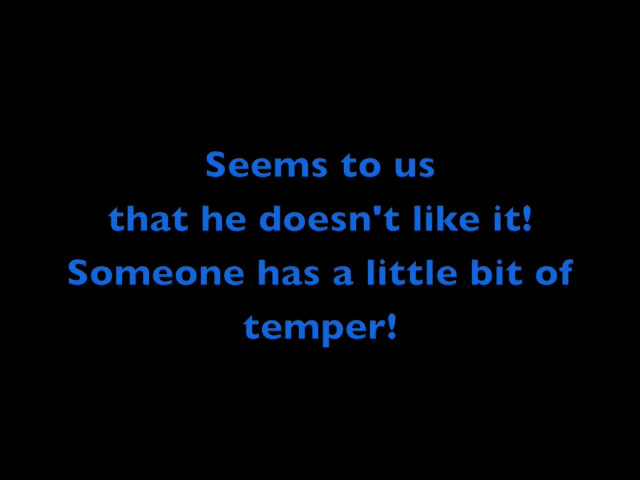 Seems to us
that he doesn't like it!
Someone has a little bit of
temper!